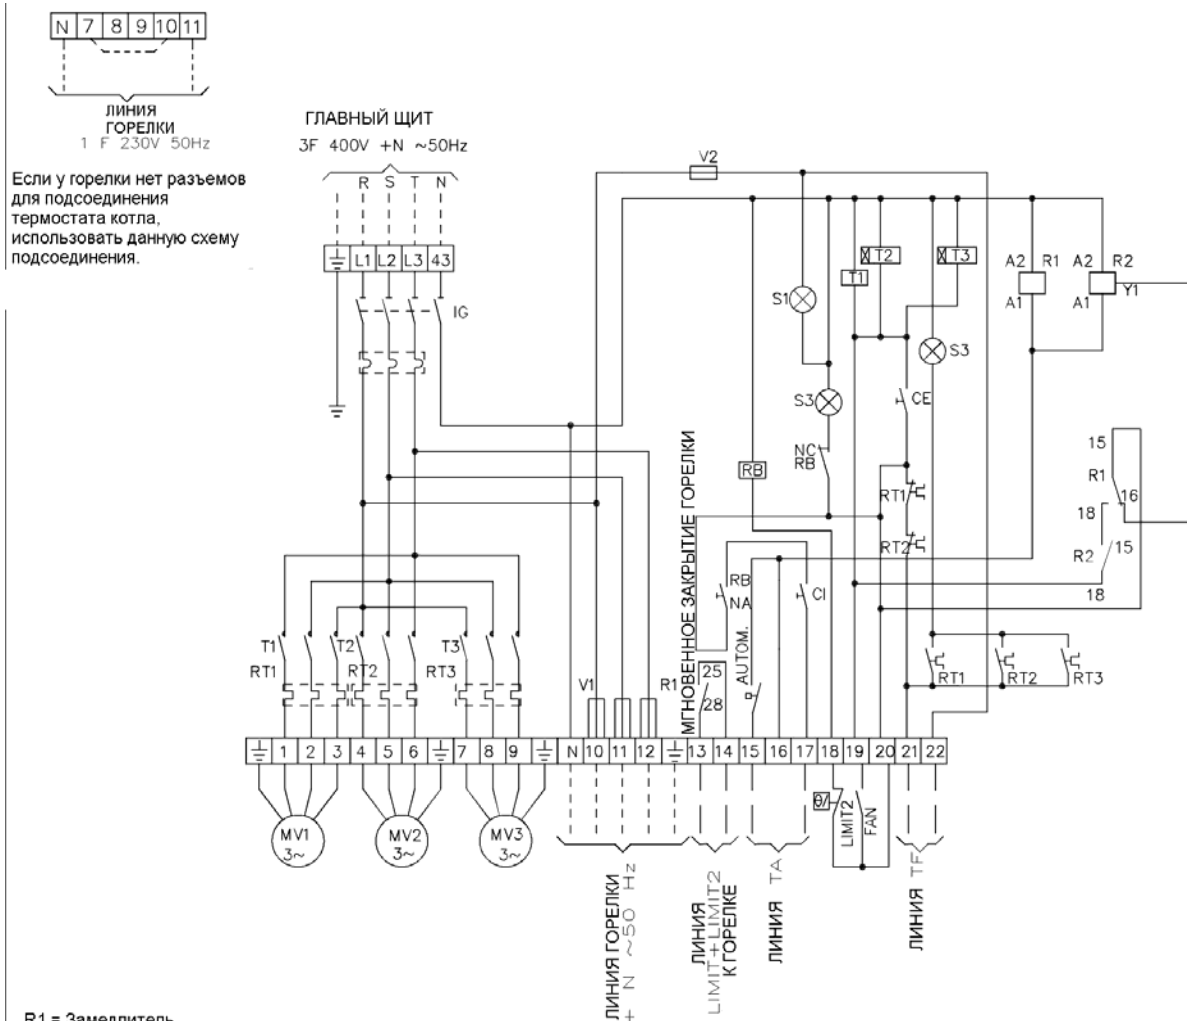 N 7 8 9 10 11
ЛИНИЯ
ГОРЕЛКИ
1 F 230V 50Hz
Если у горелки нет разъемов
для подсоединения
термостата котла,
использовать данную схему
подсоединения.
ГЛАВНЫЙ ЩИТ
3F 400V +N ~50Hz
R S T N
L1 L2 L3 43
IG
V2
S1
S3
NC
RB
RB
T1
T2
T3
S3
CE
RT1
RT2
A2 R1
A1
A2 R2
A1
Y1
15
R1
16
18
R2
15
18
T1
RT1
T2
RT2
T3
RT3
V1
R1
МГНОВЕННОЕ ЗАКРЫТИЕ ГОРЕЛКИ
25
28
RB
NA
AUTOM.
CI
RT1
RT2
RT3
1 2 3 4 5 6 7 8 9 N 10 11 12 13 14 15 16 17 18 19 20 21 22
MV1
3~
MV2
3~
MV3
3~
θ/
LIMIT2
FAN
ЛИНИЯ ГОРЕЛКИ
+ N ~50 Hz
ЛИНИЯ
LIMIT+LIMIT2
К ГОРЕЛКЕ
ЛИНИЯ TA
ЛИНИЯ TF
R1 = Замедлитель